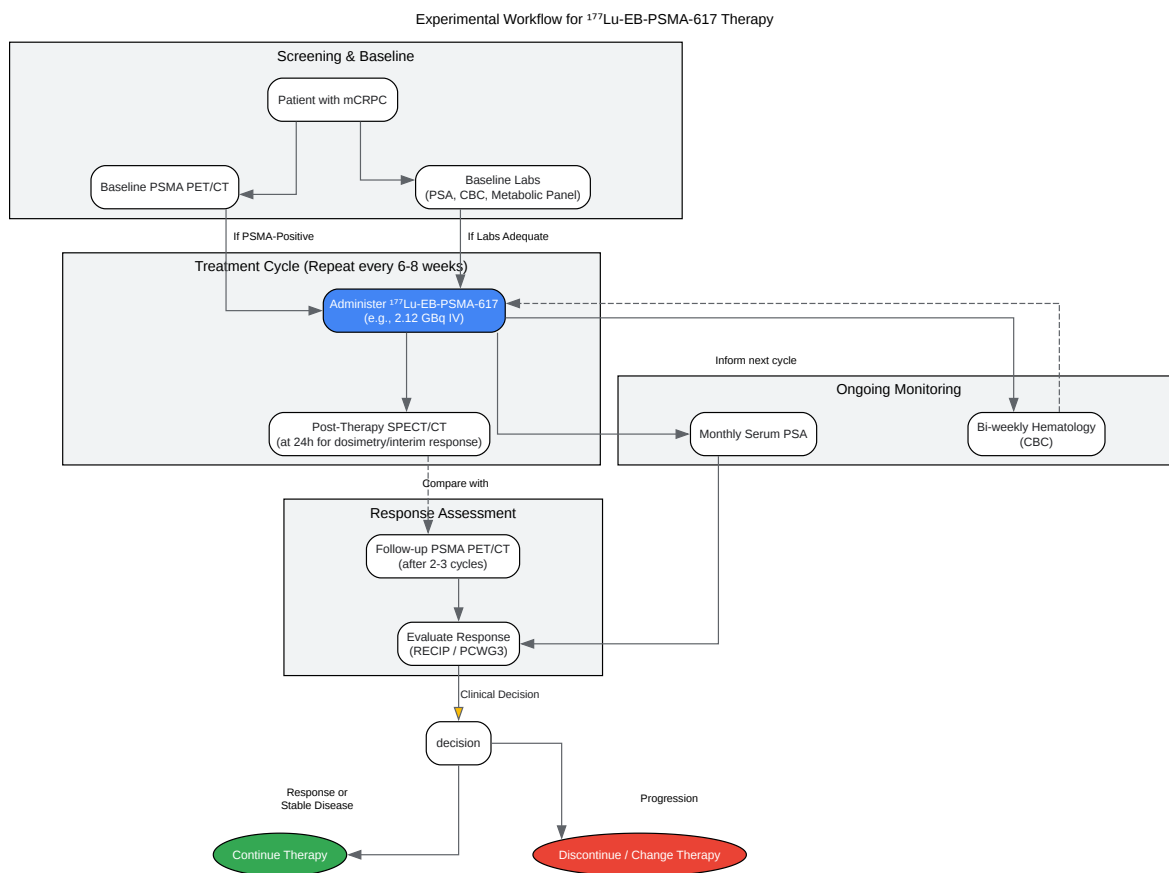 Experimental Workflow for ¹⁷⁷Lu-EB-PSMA-617 Therapy
Screening & Baseline
Patient with mCRPC
Baseline PSMA PET/CT
Baseline Labs
(PSA, CBC, Metabolic Panel)
If PSMA-Positive
If Labs Adequate
Treatment Cycle (Repeat every 6-8 weeks)
Administer ¹⁷⁷Lu-EB-PSMA-617
(e.g., 2.12 GBq IV)
Inform next cycle
Ongoing Monitoring
Post-Therapy SPECT/CT
(at 24h for dosimetry/interim response)
Monthly Serum PSA
Bi-weekly Hematology
(CBC)
Compare with
Response Assessment
Follow-up PSMA PET/CT
(after 2-3 cycles)
Evaluate Response
(RECIP / PCWG3)
Clinical Decision
decision
Response or
Stable Disease
Progression
Continue Therapy
Discontinue / Change Therapy